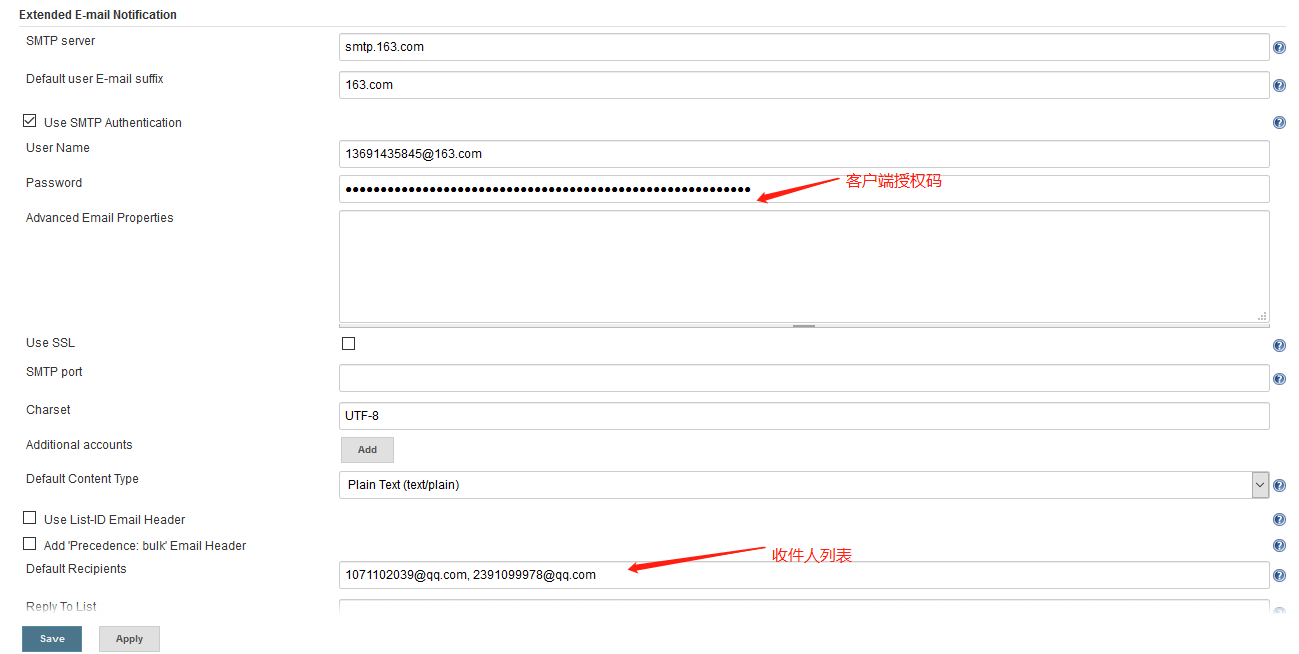 Extended E-mail Notification
SMTP server
smtp.163.com
Default user E-mail suffix
163.com
Use SMTP Authentication
User Name
13691435845@163.com
Password
客户端授权码
Advanced Email Properties
Use SSL
SMTP port
Charset
UTF-8
Additional accounts
Add
Default Content Type
Plain Text (text/plain)
Use List-ID Email Header
Add 'Precedence: bulk' Email Header
收件人列表
Default Recipients
1071102039@qq.com, 2391099978@qq.com
Reply To List
Save
Apply